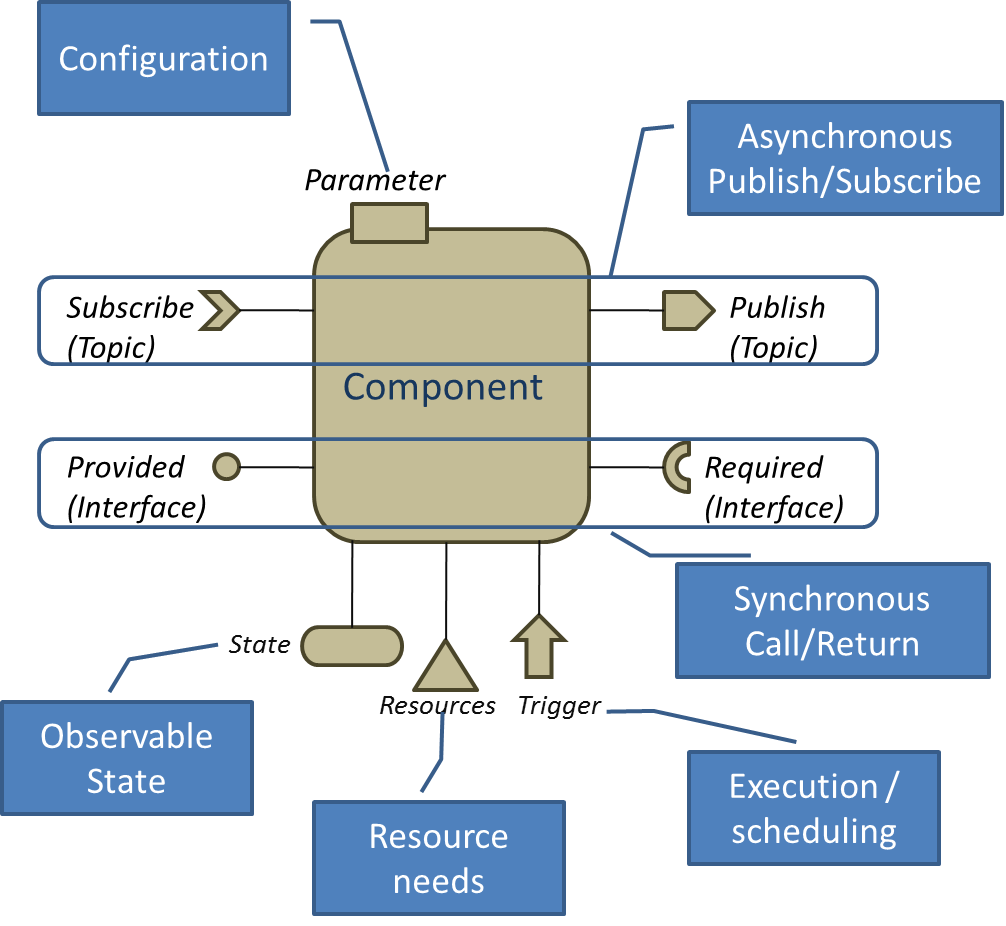 Configuration
Asynchronous
Publish/Subscribe
Parameter
Subscribe
(Topic)
Publish
(Topic)
Component
Provided
(Interface)
Required
(Interface)
Synchronous
Call/Return
State
Resources
Trigger
Observable
State
Execution /
scheduling
Resource
needs